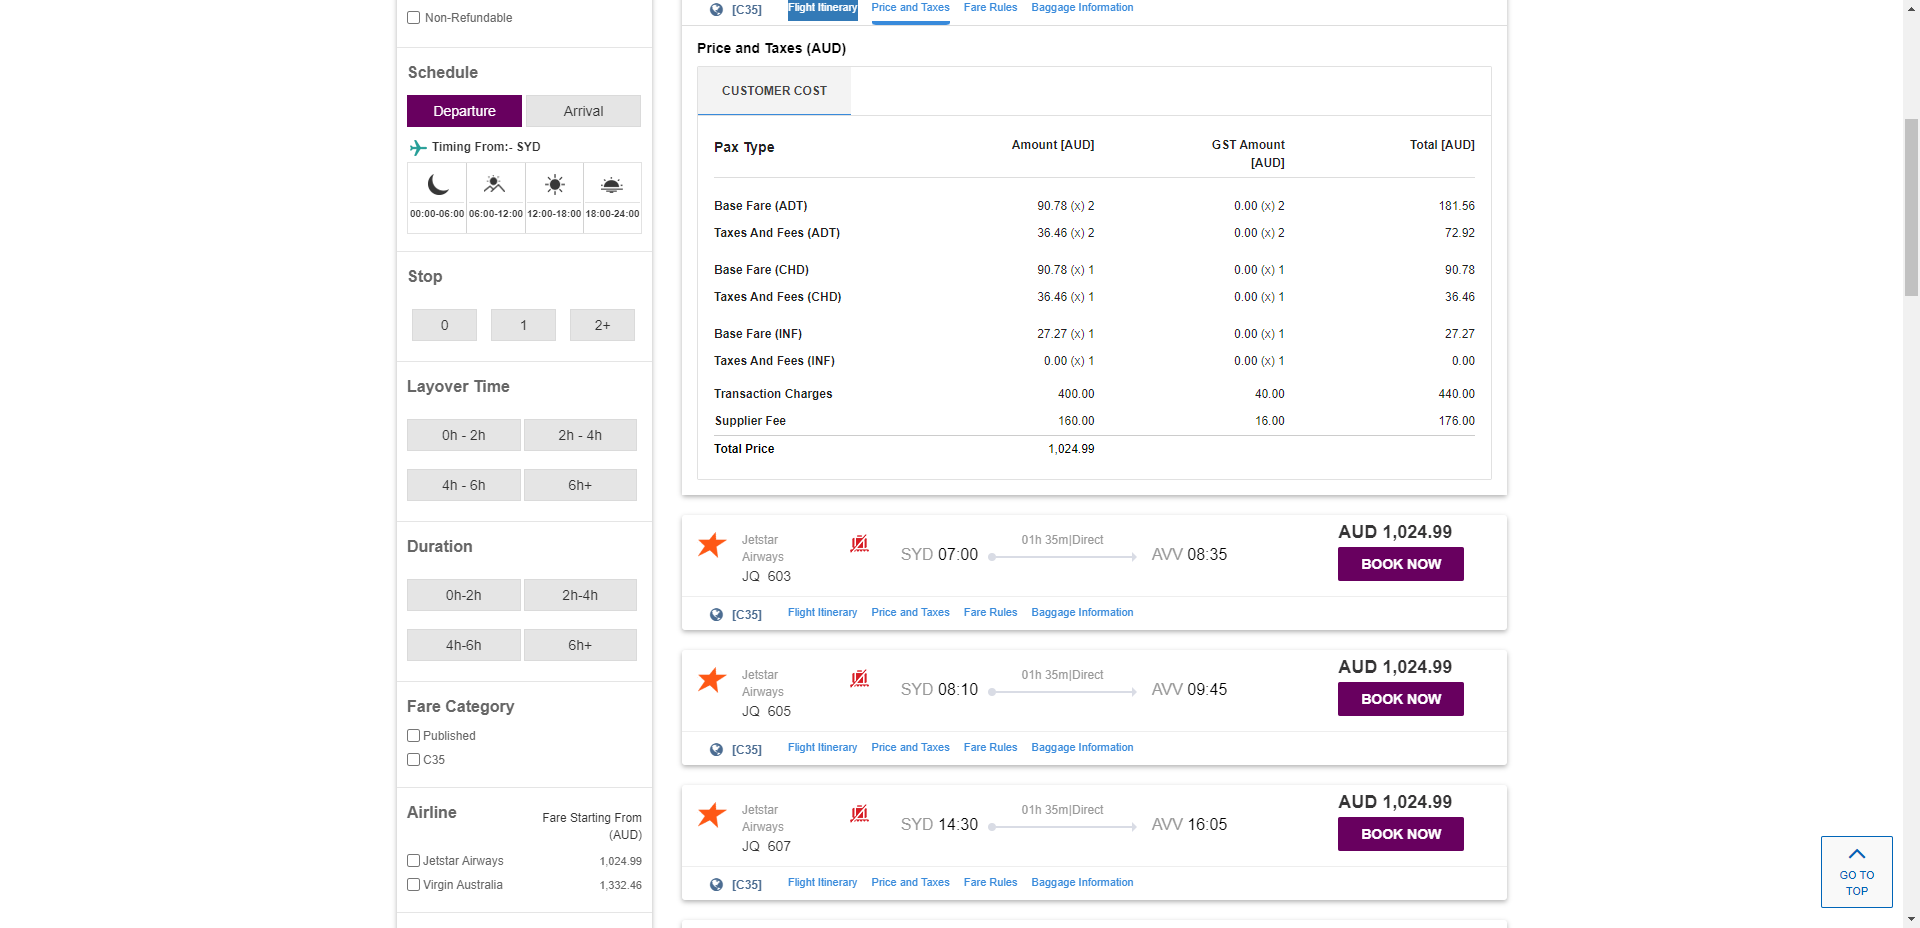 Non-Refundable
Schedule
Departure Arrival
Timing From:- SYD
00:00-06:00 06:00-12:00 12:00-18:00 18:00-24:00
Stop
0 1 2+
Layover Time
0h - 2h 2h - 4h
4h - 6h 6h+
Duration
0h-2h 2h-4h
4h-6h 6h+
Fare Category
Published
C35
Airline Fare Starting From
(AUD)
Jetstar Airways 1,024.99
Virgin Australia 1,332.46
[C35] Flight Itinerary Price and Taxes Fare Rules Baggage Information
Price and Taxes (AUD)
CUSTOMER COST
Pax Type Amount [AUD] GST Amount Total [AUD]
[AUD]
Base Fare (ADT) 90.78 (x) 2 0.00 (x) 2 181.56
Taxes And Fees (ADT) 36.46 (x) 2 0.00 (x) 2 72.92
Base Fare (CHD) 90.78 (x) 1 0.00 (x) 1 90.78
Taxes And Fees (CHD) 36.46 (x) 1 0.00 (x) 1 36.46
Base Fare (INF) 27.27 (x) 1 0.00 (x) 1 27.27
Taxes And Fees (INF) 0.00 (x) 1 0.00 (x) 1 0.00
Transaction Charges 400.00 40.00 440.00
Supplier Fee 160.00 16.00 176.00
Total Price 1,024.99
Jetstar
Airways
JQ 603
SYD 07:00 01h 35m|Direct AVV 08:35
AUD 1,024.99
BOOK NOW
[C35] Flight Itinerary Price and Taxes Fare Rules Baggage Information
Jetstar
Airways
JQ 605
SYD 08:10 01h 35m|Direct AVV 09:45
AUD 1,024.99
BOOK NOW
[C35] Flight Itinerary Price and Taxes Fare Rules Baggage Information
Jetstar
Airways
JQ 607
SYD 14:30 01h 35m|Direct AVV 16:05
AUD 1,024.99
BOOK NOW
[C35] Flight Itinerary Price and Taxes Fare Rules Baggage Information
GO TO
TOP